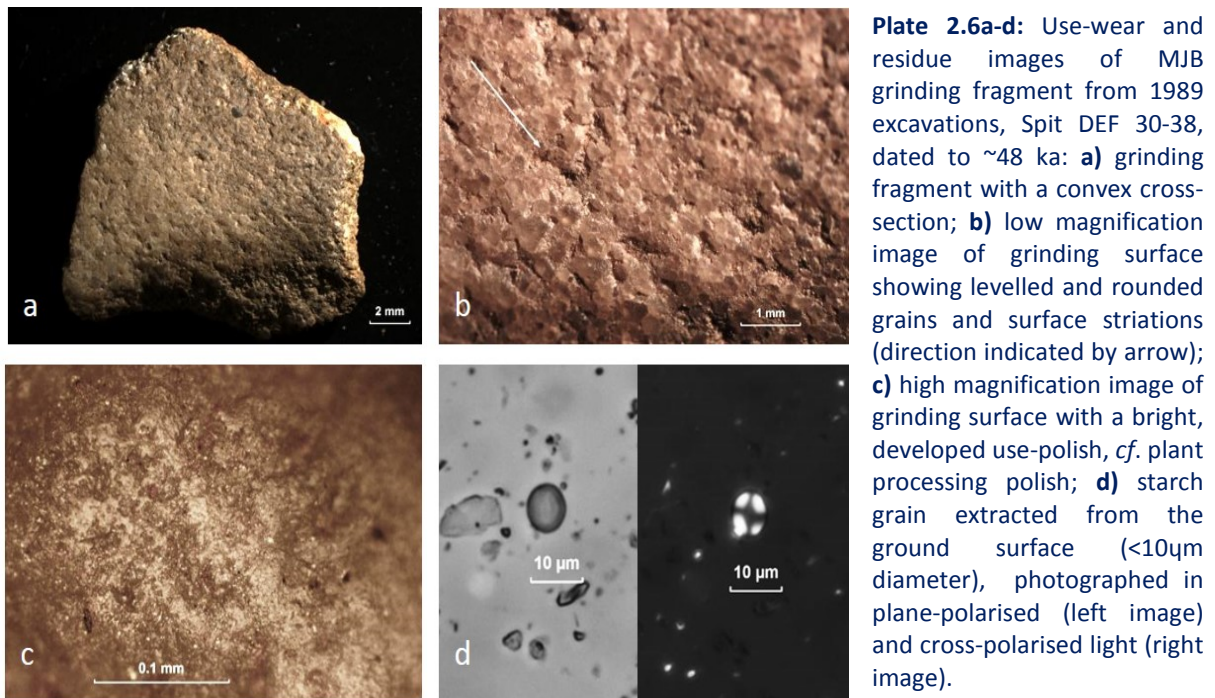 a
2 mm
b
1 mm
c
0.1 mm
d
10 µm
10 µm
Plate 2.6a-d: Use-wear and
residue images of MJB
grinding fragment from 1989
excavations, Spit DEF 30-38,
dated to ~48 ka: a) grinding
fragment with a convex cross-
section; b) low magnification
image of grinding surface
showing levelled and rounded
grains and surface striations
(direction indicated by arrow);
c) high magnification image of
grinding surface with a bright,
developed use-polish, cf. plant
processing polish; d) starch
grain extracted from the
ground surface (<10ųm
diameter), photographed in
plane-polarised (left image)
and cross-polarised light (right
image).